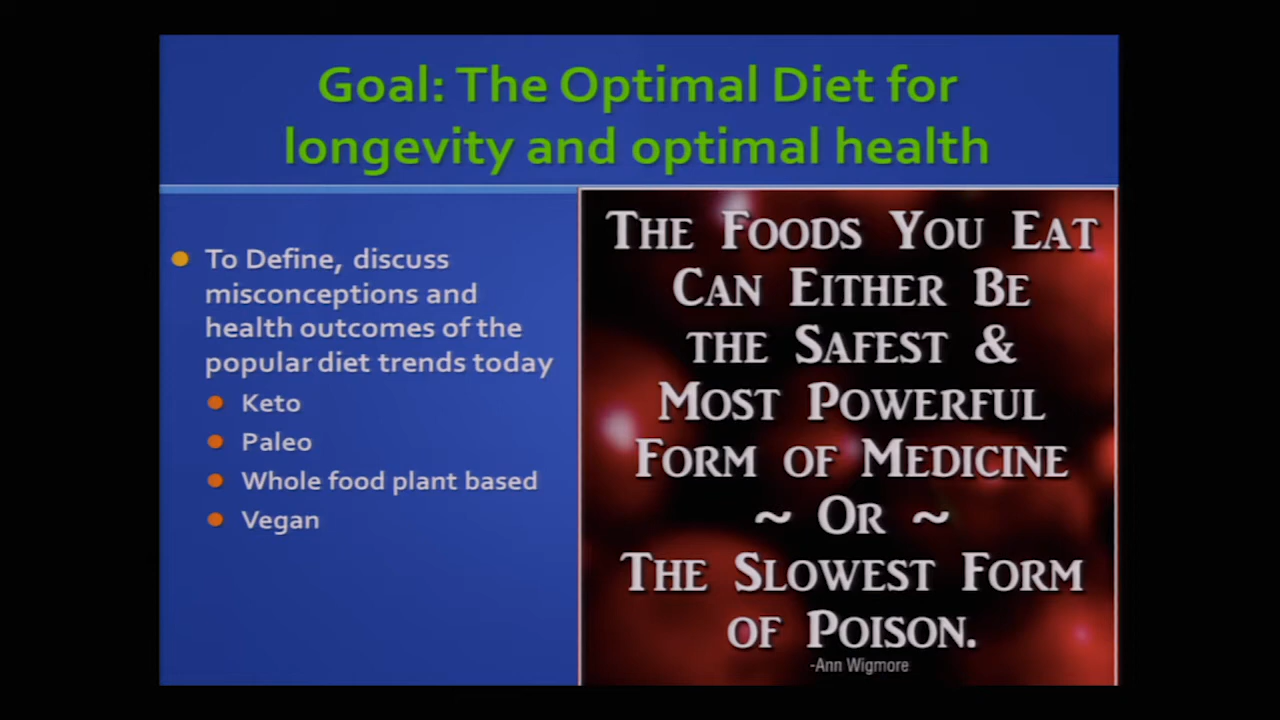 Goal: The Optimal Diet for
longevity and optimal health
To Define, discuss
misconceptions and
health outcomes of the
popular diet trends today
Keto
Paleo
Whole food plant based
Vegan
THE FOODS YOU EAT
CAN EITHER BE
THE SAFEST &
MOST POWERFUL
FORM OF MEDICINE
~ OR ~
THE SLOWEST FORM
OF POISON.
-Ann Wigmore